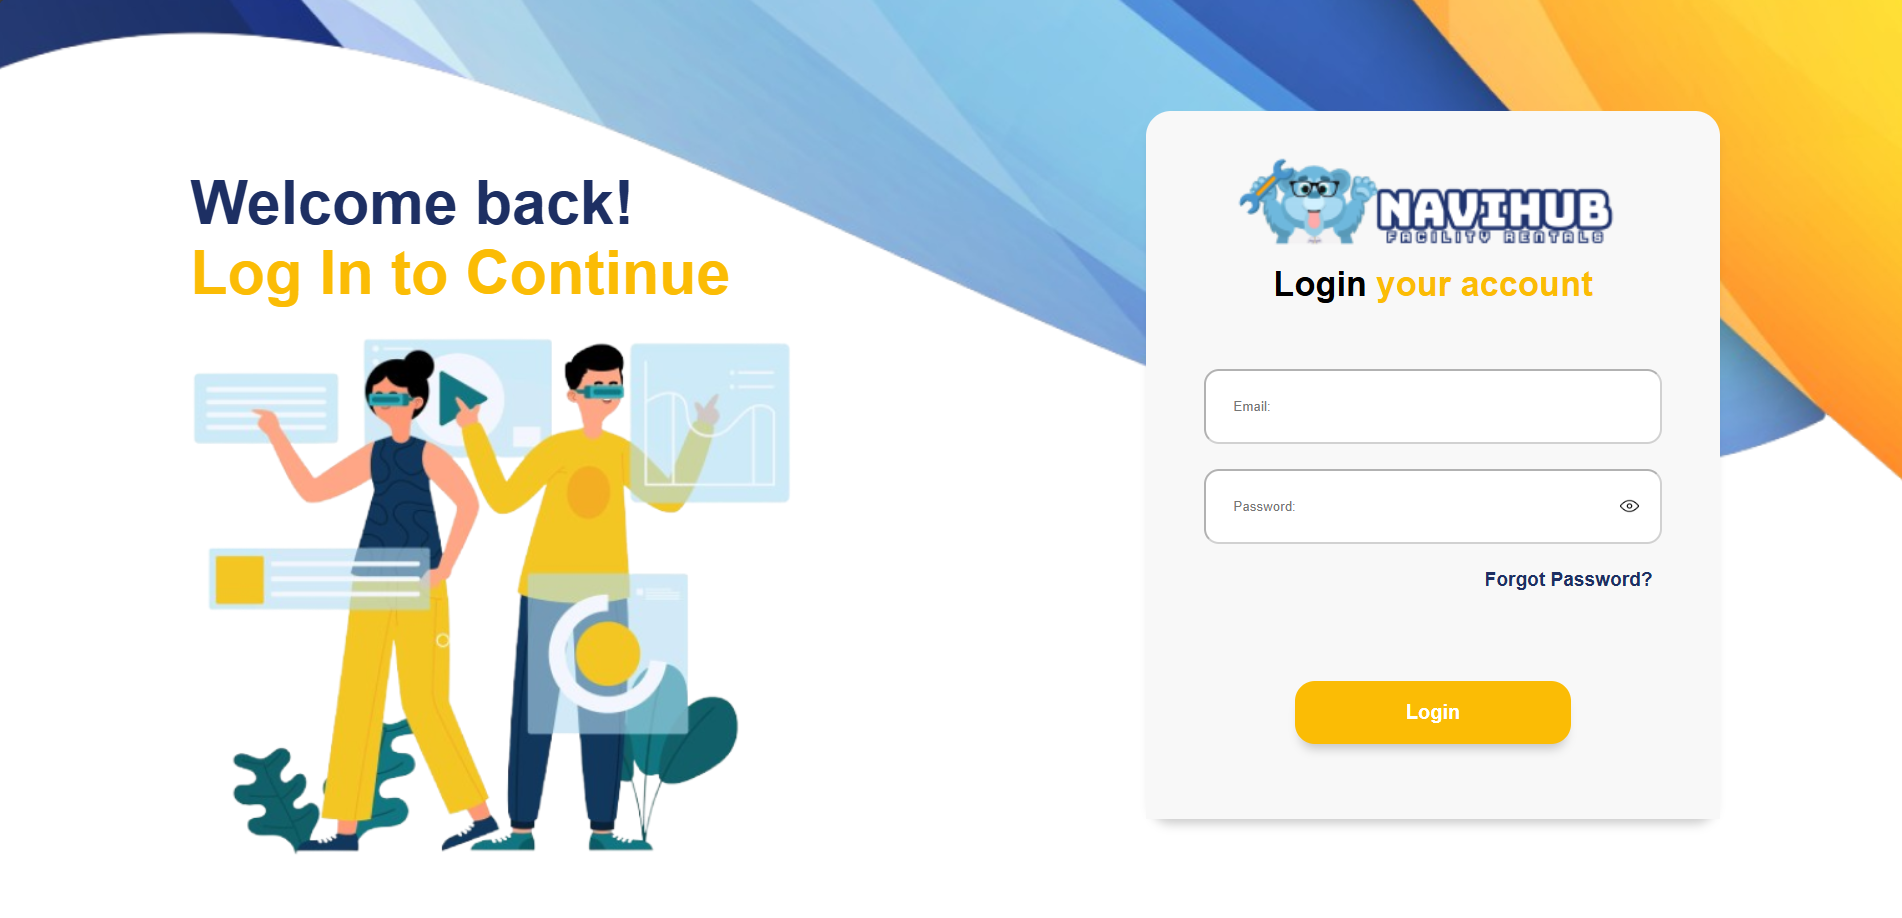 Welcome back!
Log In to Continue
NAVIHUB
FACILITY RENTALS
Login your account
Email:
Password:
Forgot Password?
Login